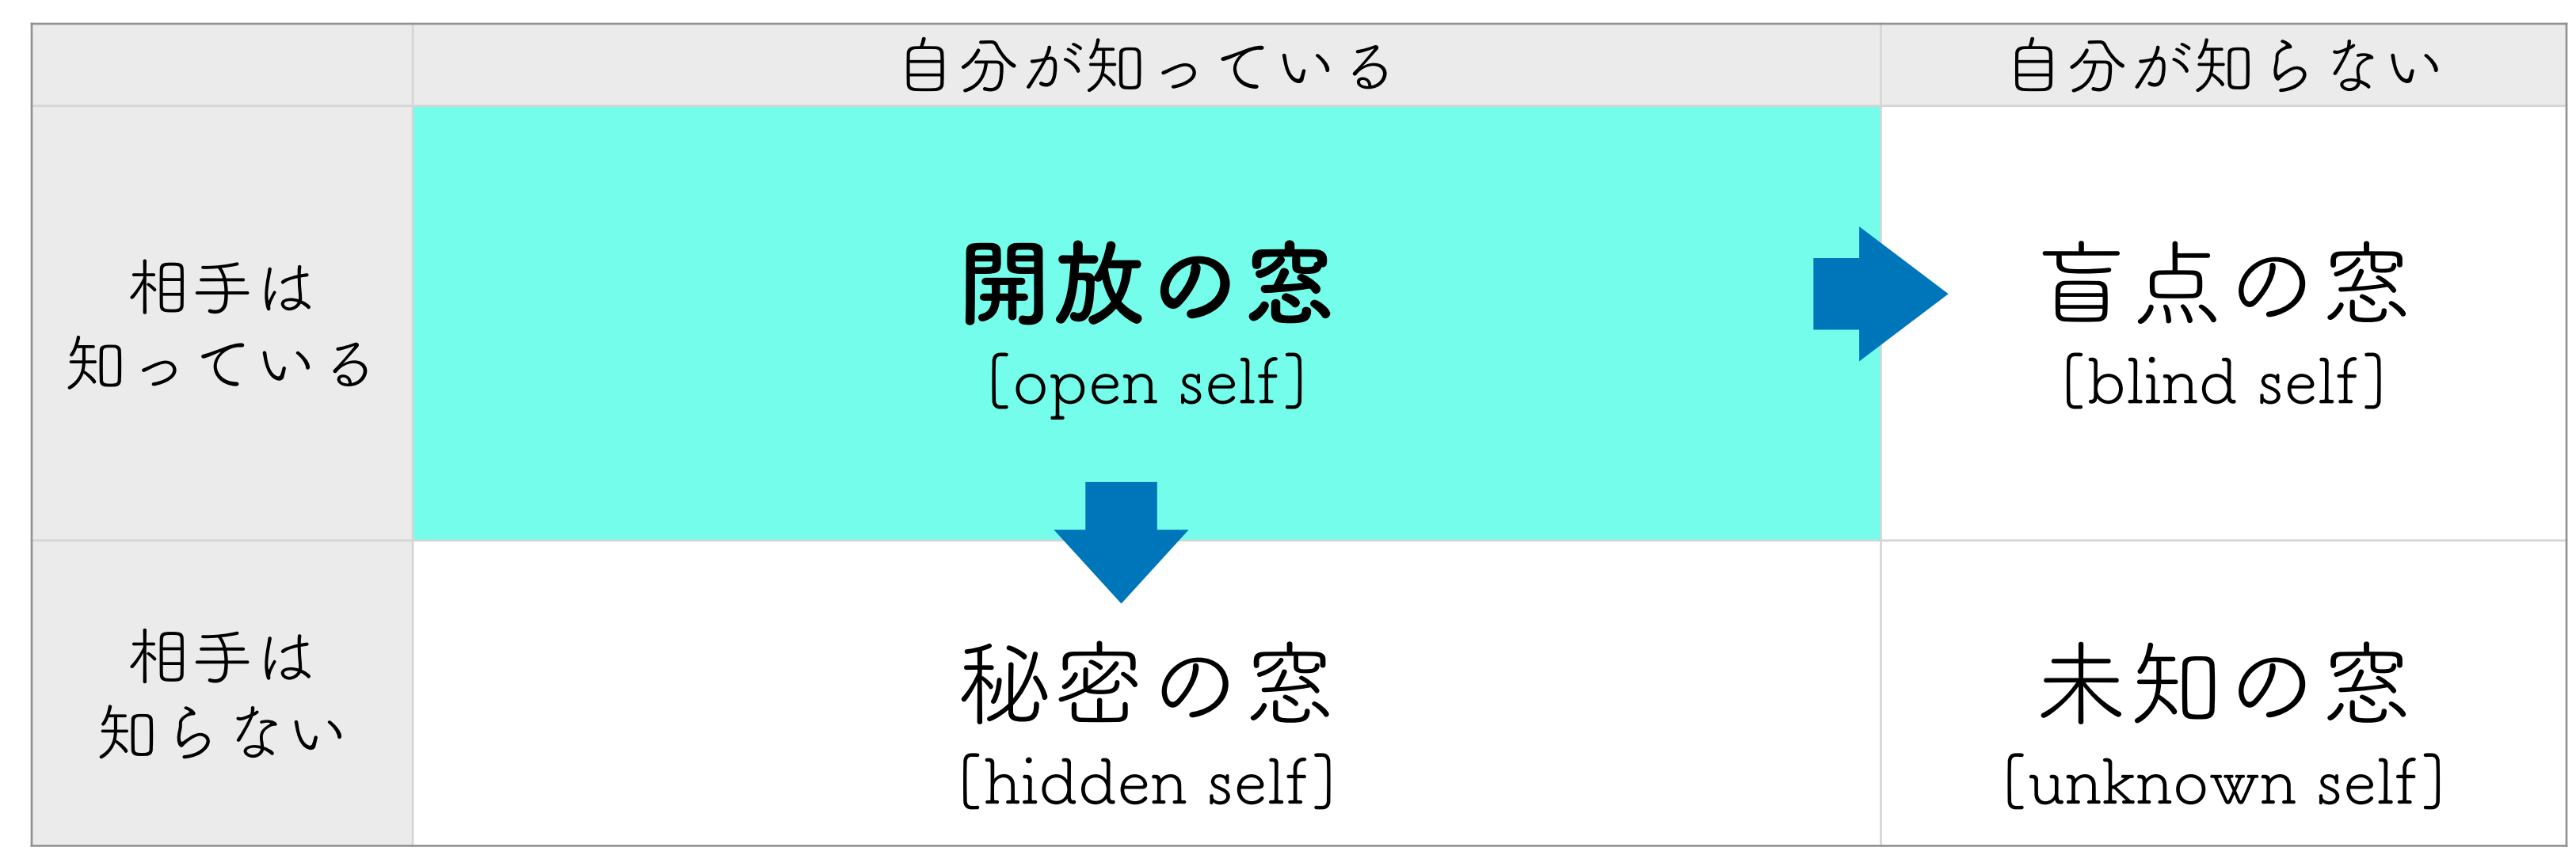 自分が知っている
自分が知らない
相手は
知っている
開放の窓
[open self]
盲点の窓
[blind self]
相手は
知らない
秘密の窓
[hidden self]
未知の窓
[unknown self]